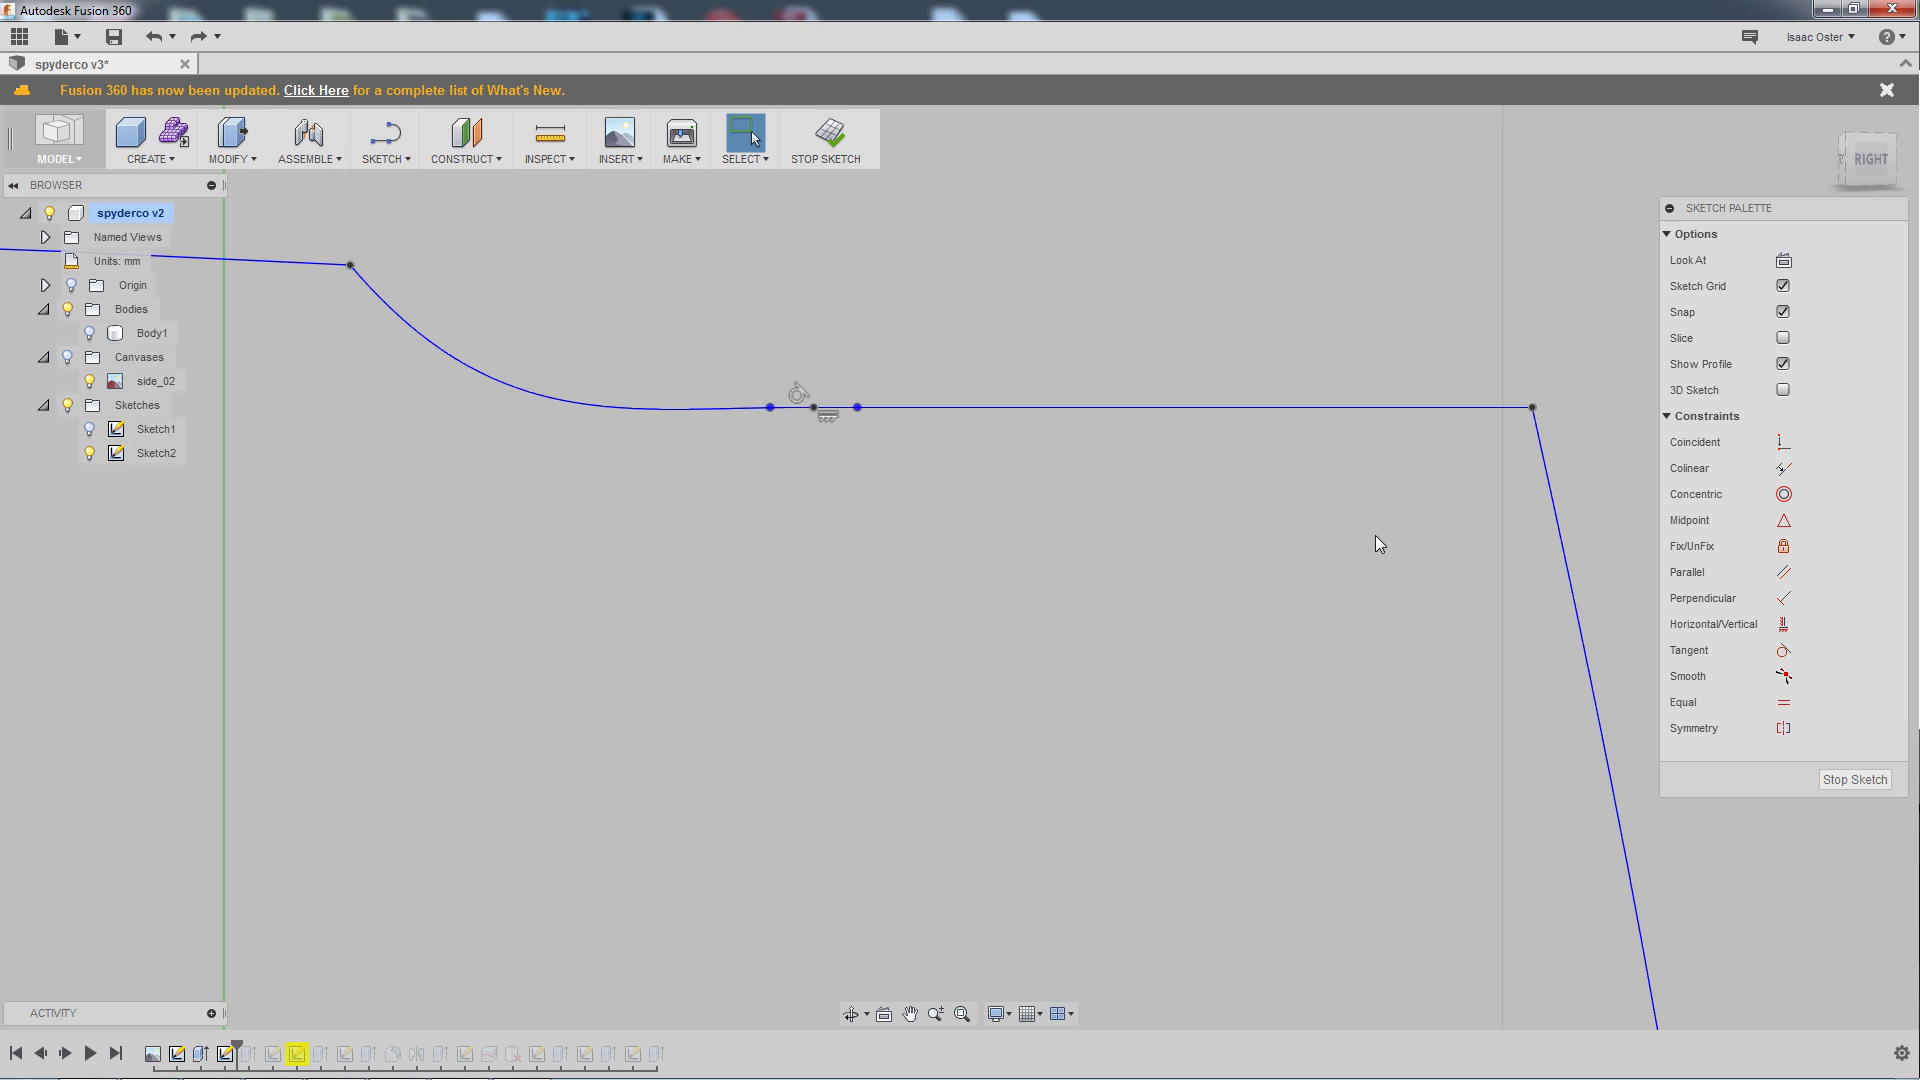 Autodesk Fusion 360
Isaac Oster
spyderco v3*
Fusion 360 has now been updated. Click Here for a complete list of What's New.
MODEL
CREATE
MODIFY
ASSEMBLE
SKETCH
CONSTRUCT
INSPECT
INSERT
MAKE
SELECT
STOP SKETCH
RIGHT
BROWSER
spyderco v2
Named Views
Units: mm
Origin
Bodies
Body1
Canvases
side_02
Sketches
Sketch1
Sketch2
SKETCH PALETTE
Options
Look At
Sketch Grid
Snap
Slice
Show Profile
3D Sketch
Constraints
Coincident
Colinear
Concentric
Midpoint
Fix/UnFix
Parallel
Perpendicular
Horizontal/Vertical
Tangent
Smooth
Equal
Symmetry
Stop Sketch
ACTIVITY